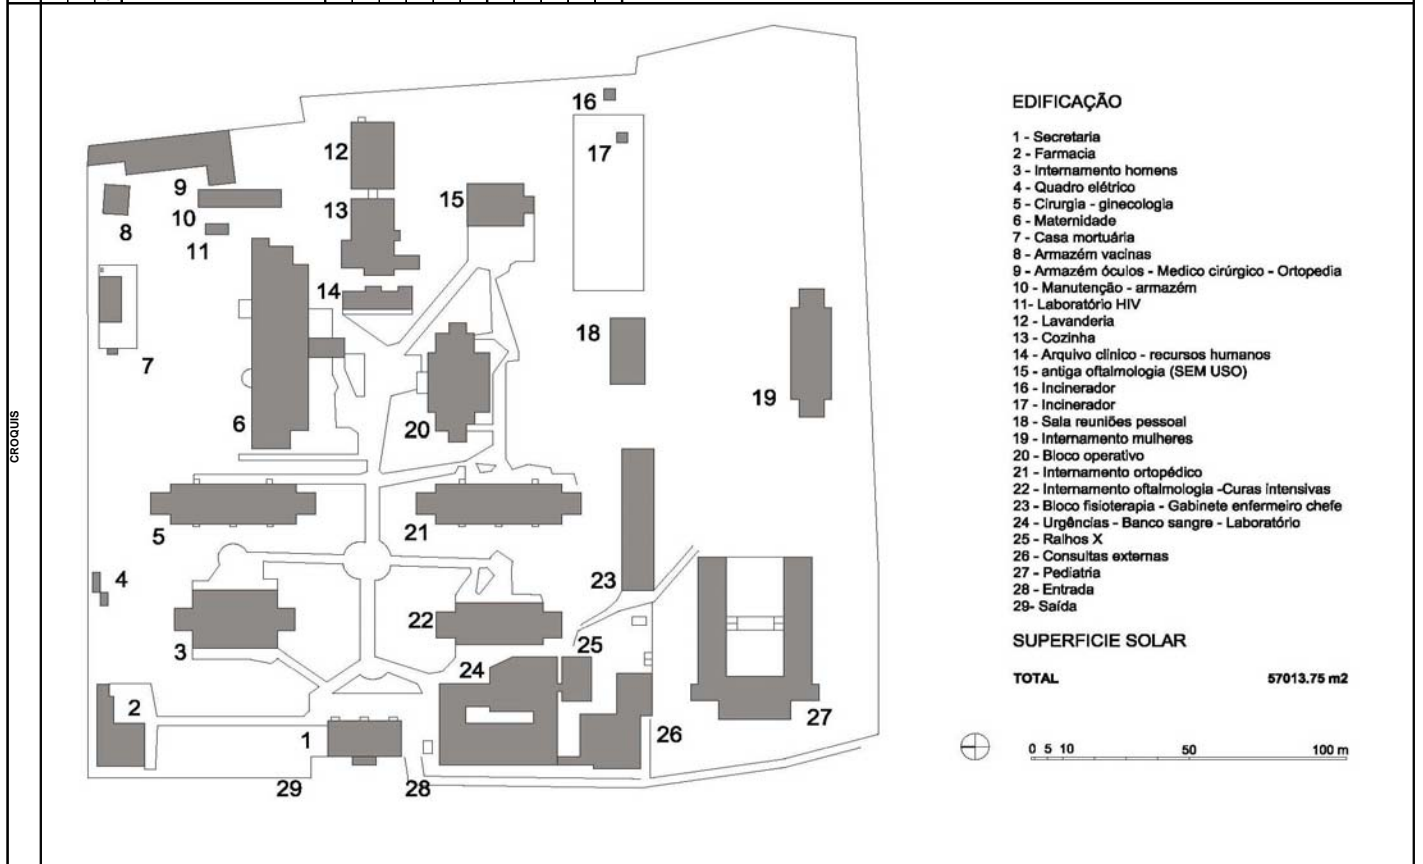 CROQUIS
16
17
12
15
13
9
10
8
11
14
7
18
19
6
20
5
21
4
23
3
22
25
24
2
1
26
27
29
28
EDIFICAÇÃO
1 - Secretaria
2 - Farmacia
3 - Internamento homens
4 - Quadro elétrico
5 - Cirurgia - ginecologia
6 - Maternidade
7 - Casa mortuária
8 - Armazém vacinas
9 - Armazém óculos - Medico cirúrgico - Ortopedia
10 - Manutenção - armazém
11- Laboratório HIV
12 - Lavanderia
13 - Cozinha
14 - Arquivo clinico - recursos humanos
15 - antiga oftalmologia (SEM USO)
16 - Incinerador
17 - Incinerador
18 - Sala reuniões pessoal
19 - Internamento mulheres
20 - Bloco operativo
21 - Internamento ortopédico
22 - Internamento oftalmologia -Curas intensivas
23 - Bloco fisioterapia - Gabinete enfermeiro chefe
24 - Urgências - Banco sangre - Laboratório
25 - Raihos X
26 - Consultas externas
27 - Pediatria
28 - Entrada
29- Saída
SUPERFICIE SOLAR
TOTAL 57013.75 m2
0 5 10 50 100 m